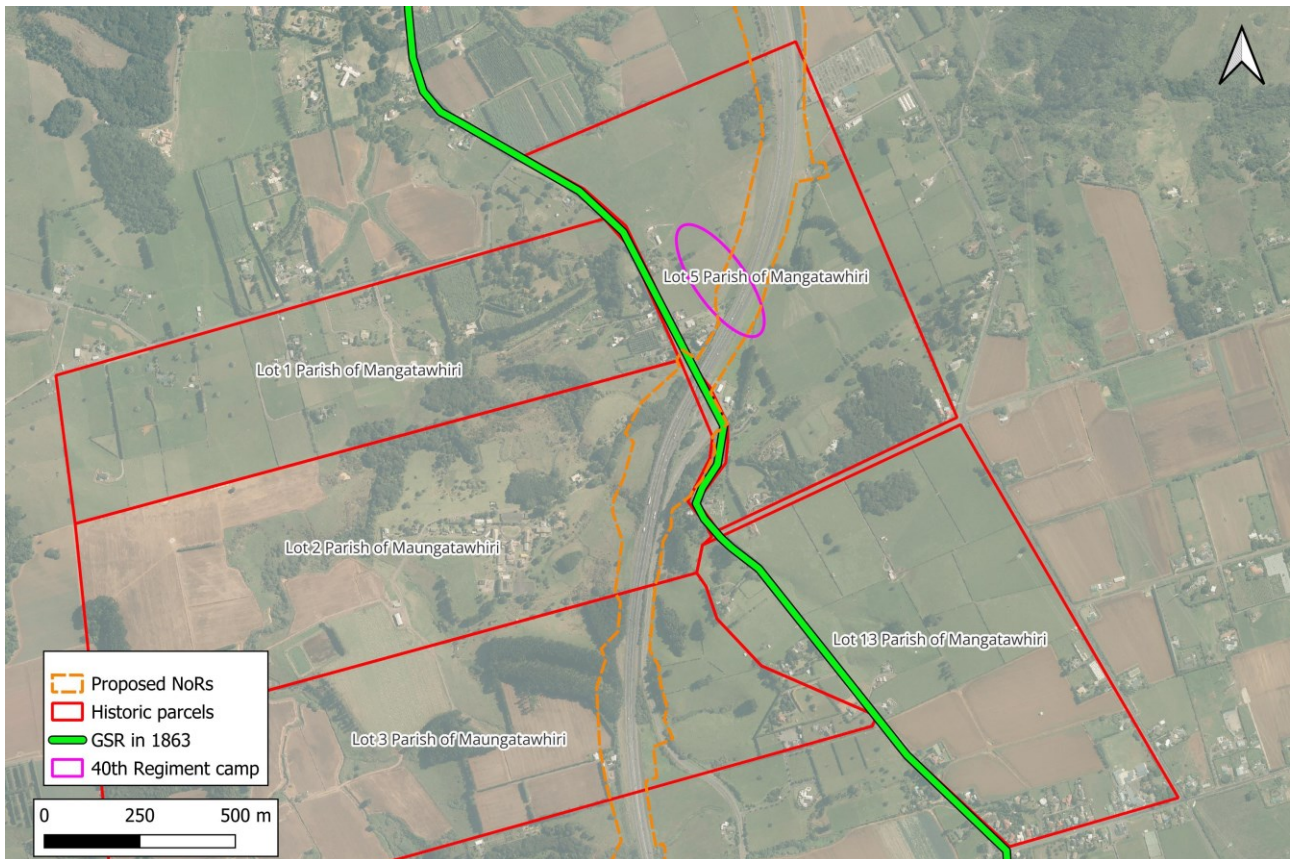 Lot 5 Parish of Mangatawhiri
Lot 1 Parish of Mangatawhiri
Lot 2 Parish of Maungatawhiri
Lot 13 Parish of Mangatawhiri
Lot 3 Parish of Maungatawhiri
Proposed NoRs
Historic parcels
GSR in 1863
40th Regiment camp
0 250 500 m